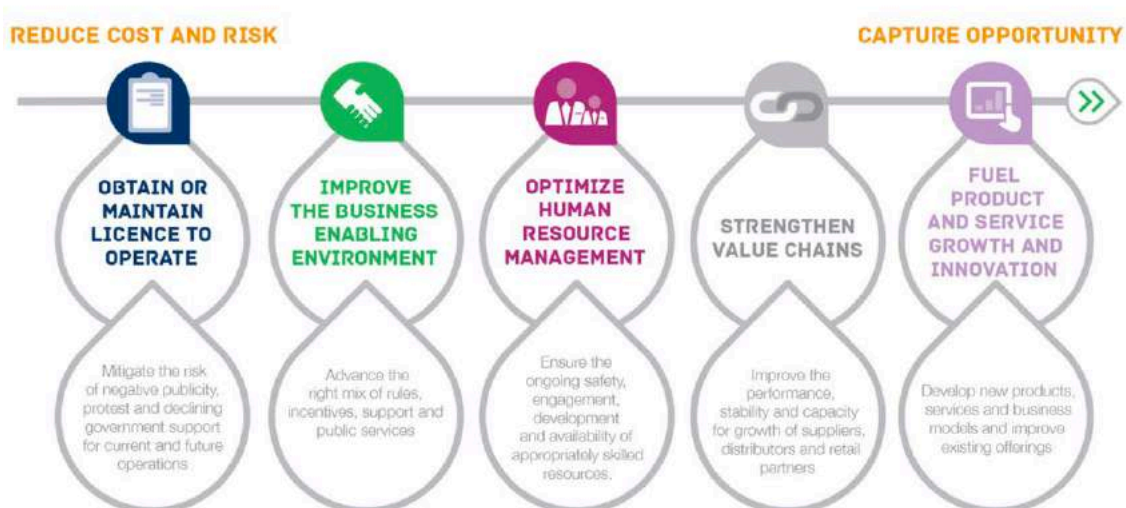 REDUCE COST AND RISK
CAPTURE OPPORTUNITY
OBTAIN OR
MAINTAIN
LICENCE TO
OPERATE
IMPROVE
THE BUSINESS
ENABLING
ENVIRONMENT
OPTIMIZE
HUMAN
RESOURCE
MANAGEMENT
STRENGTHEN
VALUE CHAINS
FUEL
PRODUCT
AND SERVICE
GROWTH AND
INNOVATION
Mitigate the risk
of negative publicity,
protest and declining
government support
for current and future
operations
Advance the
right mix of rules,
incentives, support and
public services
Ensure the
ongoing safety,
engagement,
development
and availability of
appropriately skilled
resources.
Improve the
performance,
stability and capacity
for growth of suppliers,
distributors and retail
partners
Develop new products,
services and business
models and improve
existing offerings